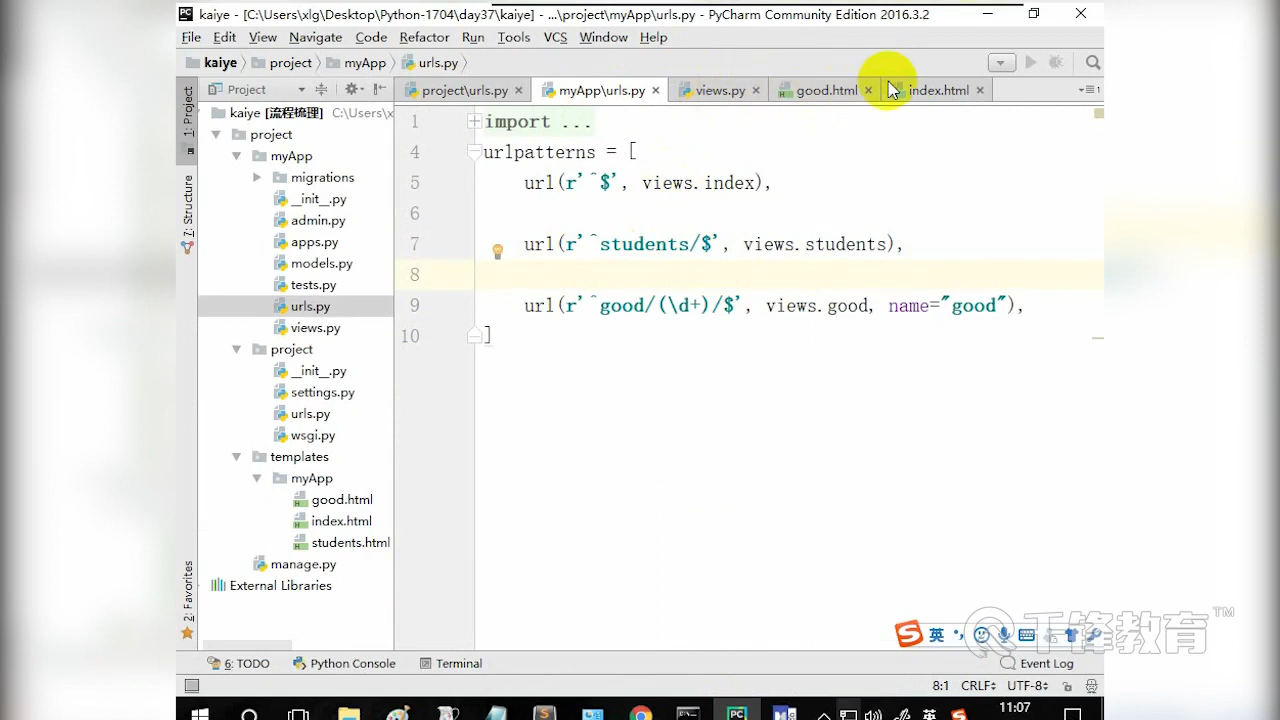 kaiye - [C:\Users\xlg\Desktop\Python-1704\day37\kaiye] - ...\project\myApp\urls.py - PyCharm Community Edition 2016.3.2
File Edit View Navigate Code Refactor Run Tools VCS Window Help
kaiye project myApp urls.py
Project
project\urls.py myApp\urls.py views.py good.html index.html
kaiye [流程梳理] C:\Users\x
project
myApp
migrations
__init__.py
admin.py
apps.py
models.py
tests.py
urls.py
views.py
project
__init__.py
settings.py
urls.py
wsgi.py
templates
myApp
good.html
index.html
students.html
manage.py
External Libraries
1: Project
7: Structure
2: Favorites
1 import ...
4 urlpatterns = [
5 url(r'^$', views.index),
6
7 url(r'^students/$', views.students),
8
9 url(r'^good/(\d+)/$', views.good, name="good"),
10 ]
英
千锋教育 TM
6: TODO Python Console Terminal Event Log
8:1 CRLF UTF-8
英 11:07